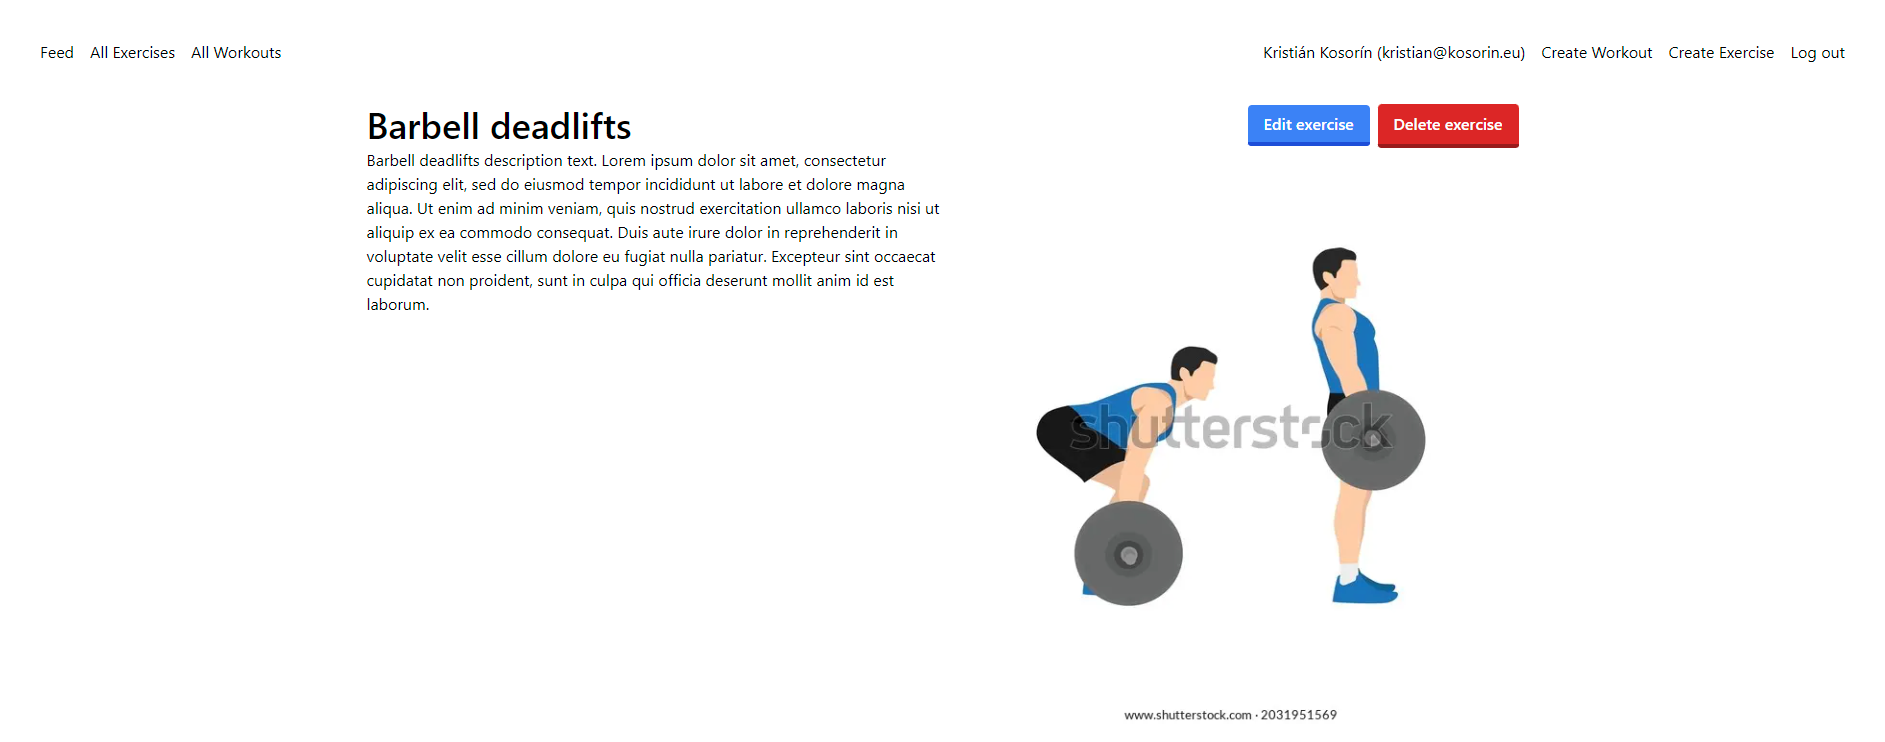 Feed All Exercises All Workouts
Kristián Kosorín (kristian@kosorin.eu) Create Workout Create Exercise Log out
Barbell deadlifts
Edit exercise Delete exercise
Barbell deadlifts description text. Lorem ipsum dolor sit amet, consectetur
adipiscing elit, sed do eiusmod tempor incididunt ut labore et dolore magna
aliqua. Ut enim ad minim veniam, quis nostrud exercitation ullamco laboris nisi ut
aliquip ex ea commodo consequat. Duis aute irure dolor in reprehenderit in
voluptate velit esse cillum dolore eu fugiat nulla pariatur. Excepteur sint occaecat
cupidatat non proident, sunt in culpa qui officia deserunt mollit anim id est
laborum.
shutterstock
www.shutterstock.com · 2031951569